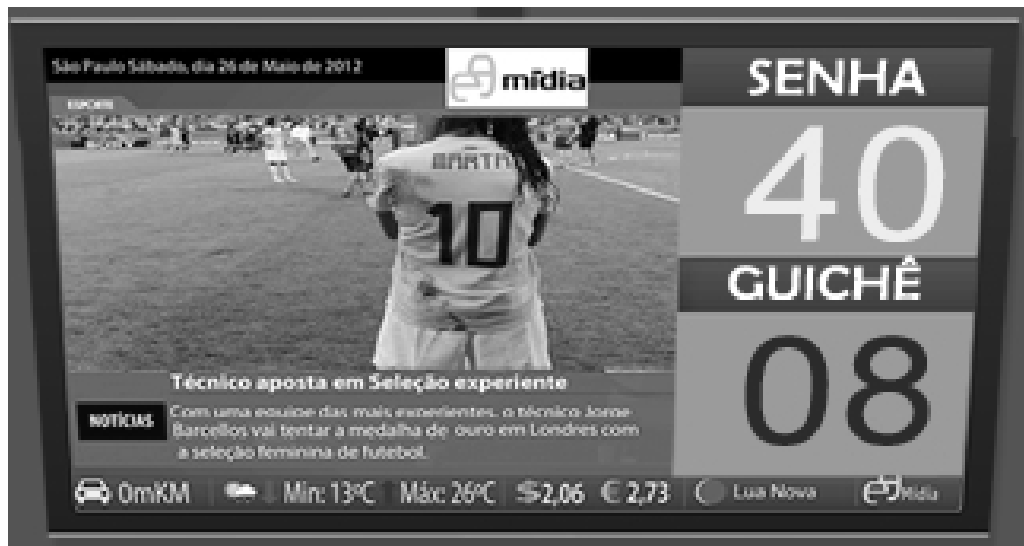 São Paulo Sábado, dia 26 de Maio de 2012
mídia
SENHA
ESPORTE
40
MARTA
10
GUICHÊ
08
Técnico aposta em Seleção experiente
NOTÍCIAS
Com uma equipe das mais experientes, o técnico Jorge
Barcellos vai tentar a medalha de ouro em Londres com
a seleção feminina de futebol.
0mKM Min: 13ºC Máx: 26ºC $2,06 €2,73 Lua Nova Mídia